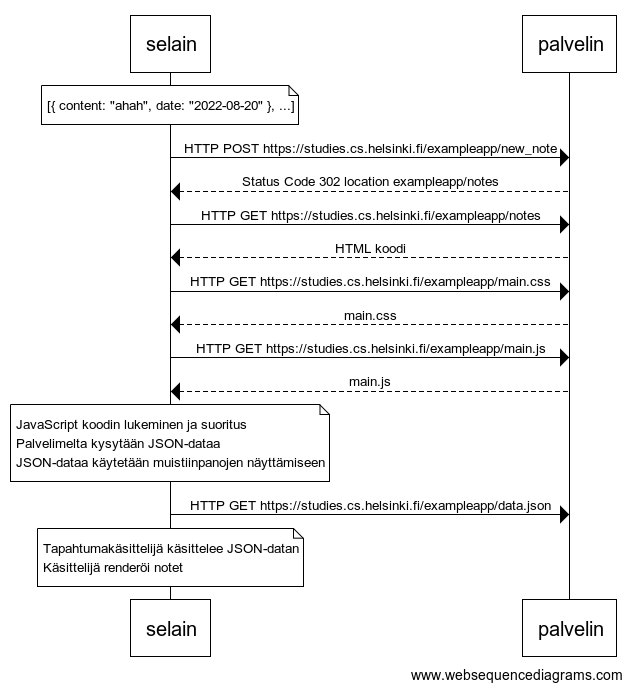 selain
palvelin
[{ content: "ahah", date: "2022-08-20" }, ...]
HTTP POST https://studies.cs.helsinki.fi/exampleapp/new_note
Status Code 302 location exampleapp/notes
HTTP GET https://studies.cs.helsinki.fi/exampleapp/notes
HTML koodi
HTTP GET https://studies.cs.helsinki.fi/exampleapp/main.css
main.css
HTTP GET https://studies.cs.helsinki.fi/exampleapp/main.js
main.js
JavaScript koodin lukeminen ja suoritus
Palvelimelta kysytään JSON-dataa
JSON-dataa käytetään muistiinpanojen näyttämiseen
HTTP GET https://studies.cs.helsinki.fi/exampleapp/data.json
Tapahtumakäsittelijä käsittelee JSON-datan
Käsittelijä renderöi notet
selain
palvelin
www.websequencediagrams.com